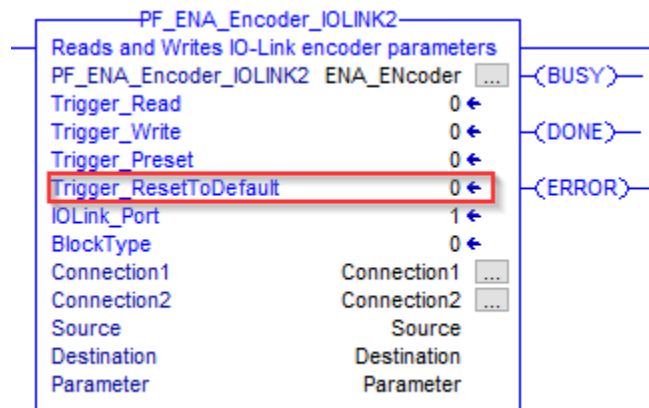 PF_ENA_Encoder_IOLINK2
Reads and Writes IO-Link encoder parameters
PF_ENA_Encoder_IOLINK2 ENA_ENcoder ... BUSY
Trigger_Read 0
Trigger_Write 0 DONE
Trigger_Preset 0
Trigger_ResetToDefault 0 ERROR
IOLink_Port 1
BlockType 0
Connection1 Connection1 ...
Connection2 Connection2 ...
Source Source
Destination Destination
Parameter Parameter